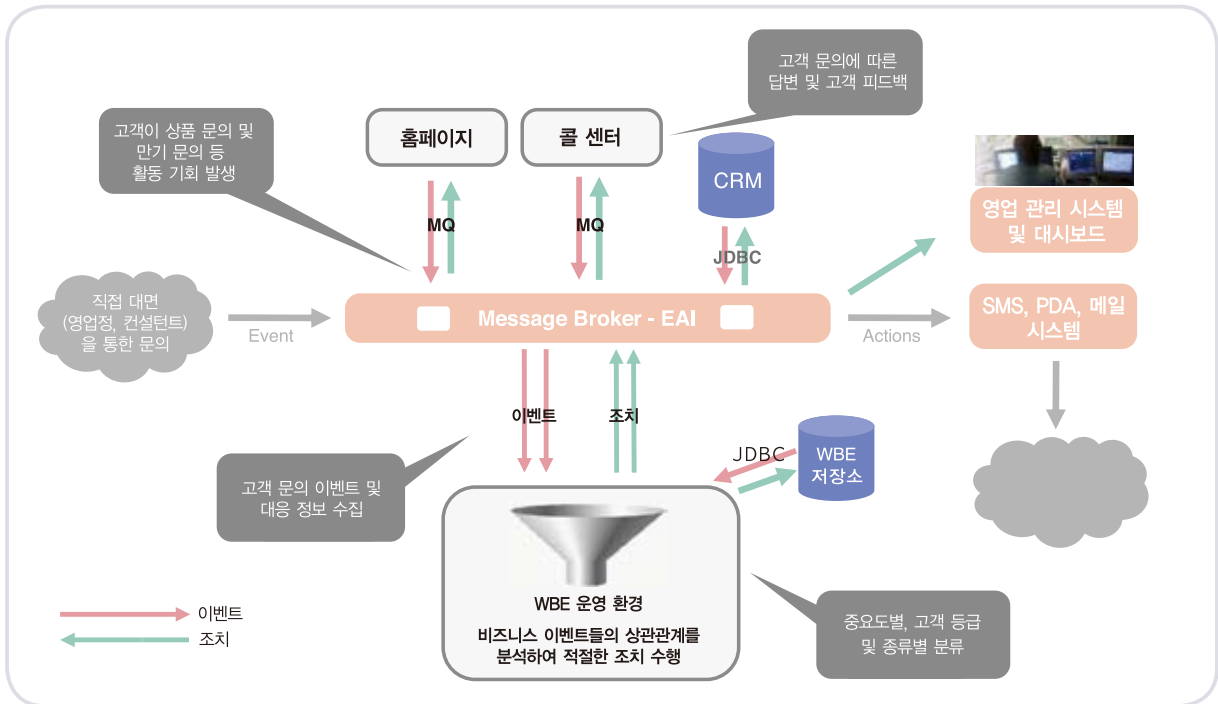 고객 문의에 따른
답변 및 고객 피드백
고객이 상품 문의 및
만기 문의 등
활동 기회 발생
홈페이지
콜 센터
CRM
영업 관리 시스템
및 대시보드
MQ
MQ
JDBC
직접 대면
(영업정, 컨설턴트)
을 통한 문의
Event
Message Broker - EAI
Actions
SMS, PDA, 메일
시스템
이벤트
조치
JDBC
WBE
저장소
고객 문의 이벤트 및
대응 정보 수집
WBE 운영 환경
비즈니스 이벤트들의 상관관계를
분석하여 적절한 조치 수행
중요도별, 고객 등급
및 종류별 분류
이벤트
조치